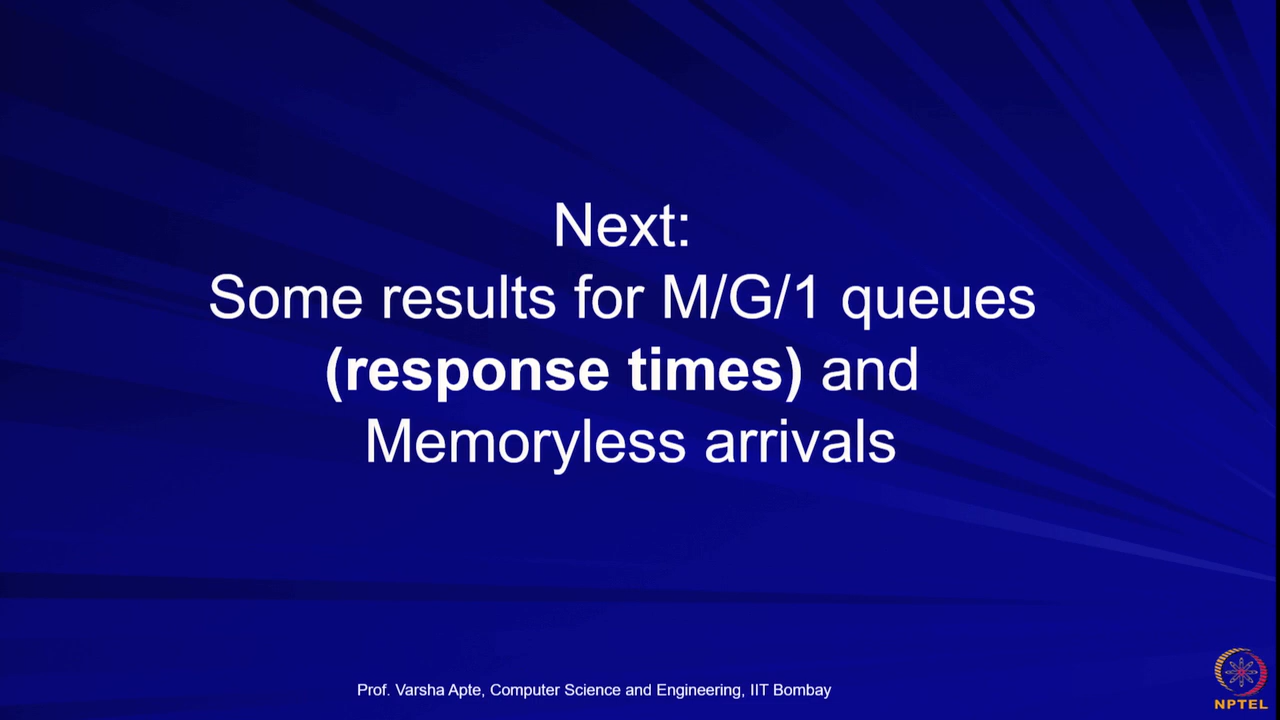 Next:
Some results for M/G/1 queues
(response times) and
Memoryless arrivals
Prof. Varsha Apte, Computer Science and Engineering, IIT Bombay
NPTEL